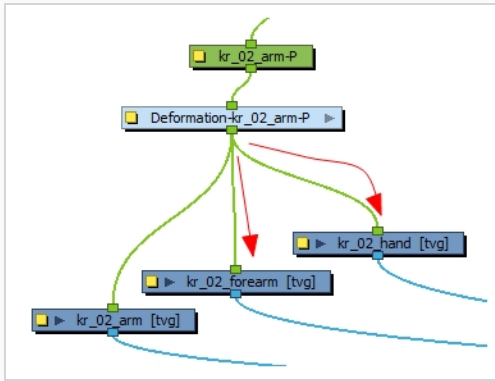 kr_02_arm-P
Deformation-kr_02_arm-P
kr_02_hand [tvg]
kr_02_forearm [tvg]
kr_02_arm [tvg]